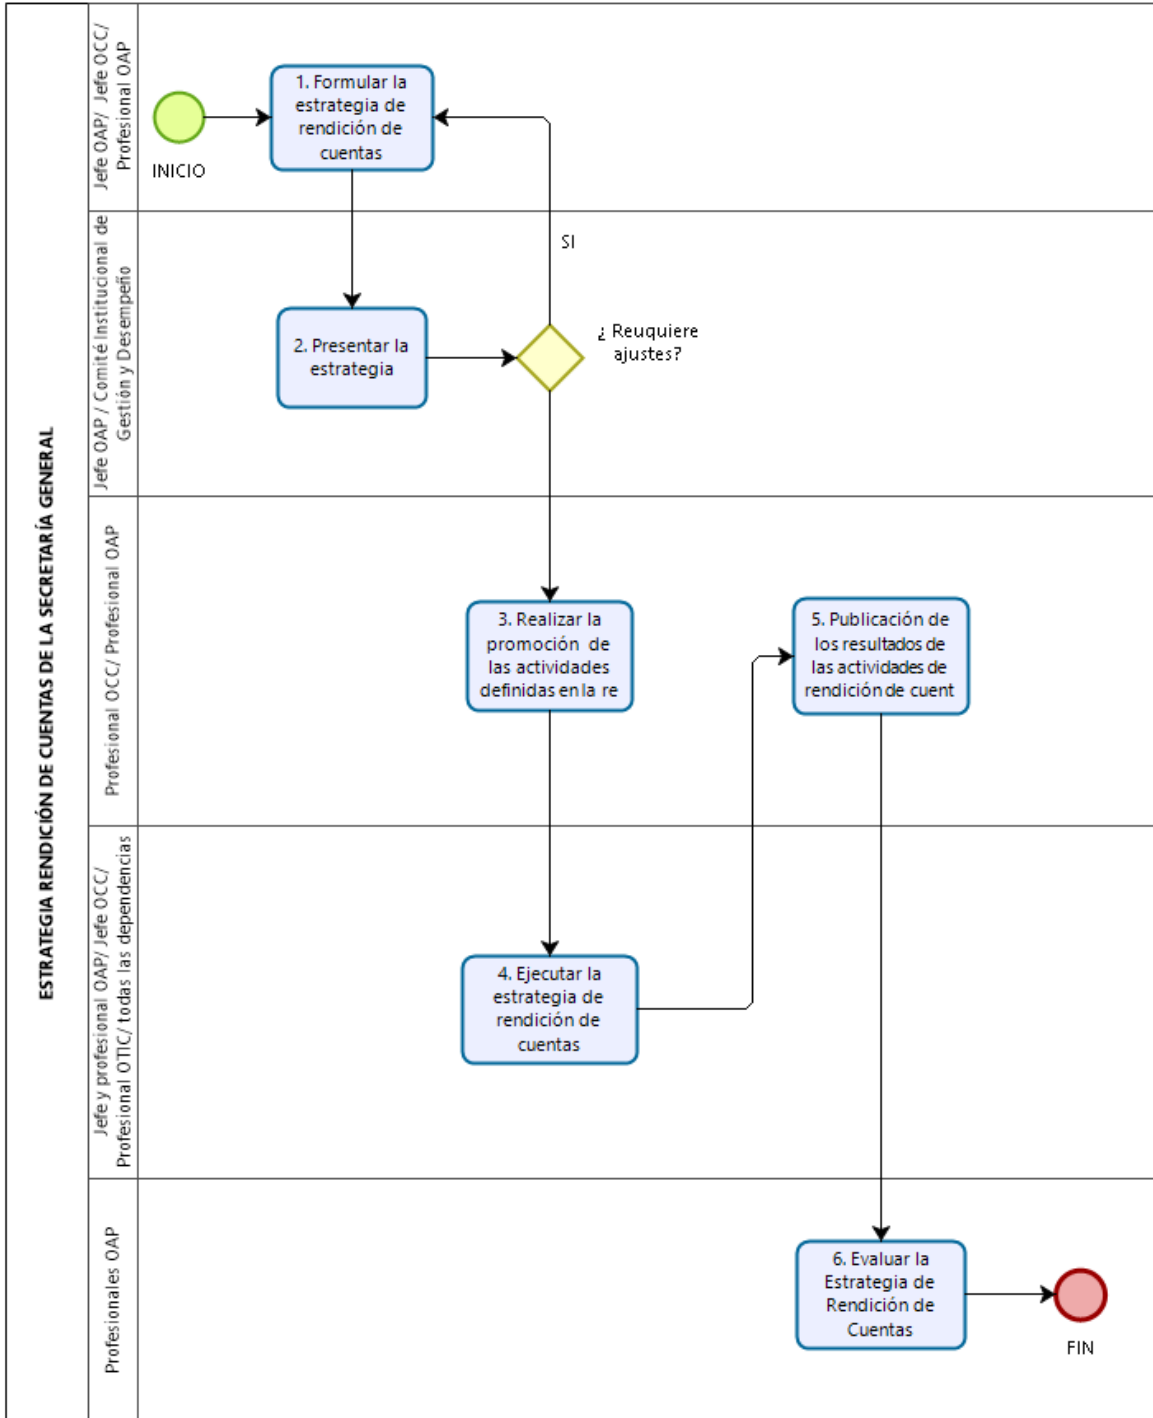 ESTRATEGIA RENDICIÓN DE CUENTAS DE LA SECRETARÍA GENERAL
Jefe OAP/ Jefe OCC/
Profesional OAP
INICIO
1. Formular la
estrategia de
rendición de
cuentas
Jefe OAP / Comité Institucional de
Gestión y Desempeño
SI
2. Presentar la
estrategia
¿ Reuquiere
ajustes?
Profesional OCC/ Profesional OAP
3. Realizar la
promoción de
las actividades
definidas en la re
5. Publicación de
los resultados de
las actividades de
rendición de cuent
Jefe y profesional OAP/ Jefe OCC/
Profesional OTIC/ todas las dependencias
4. Ejecutar la
estrategia de
rendición de
cuentas
Profesionales OAP
6. Evaluar la
Estrategia de
Rendición de
Cuentas
FIN